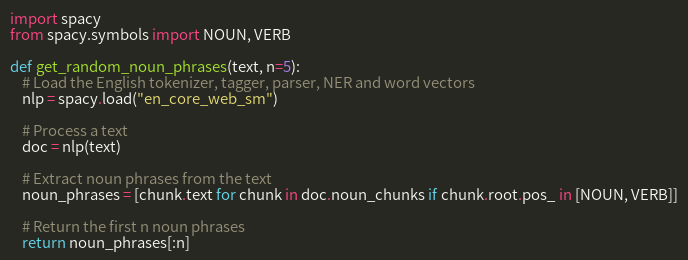 import spacy
from spacy.symbols import NOUN, VERB

def get_random_noun_phrases(text, n=5):
    # Load the English tokenizer, tagger, parser, NER and word vectors
    nlp = spacy.load("en_core_web_sm")

    # Process a text
    doc = nlp(text)

    # Extract noun phrases from the text
    noun_phrases = [chunk.text for chunk in doc.noun_chunks if chunk.root.pos_ in [NOUN, VERB]]

    # Return the first n noun phrases
    return noun_phrases[:n]